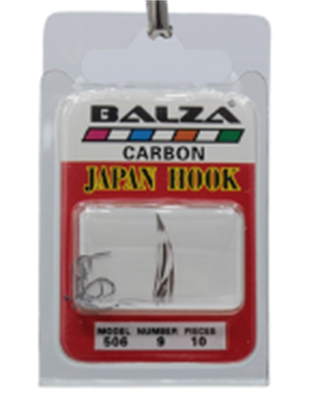 BALZA®
CARBON
JAPAN HOOK
MODEL NUMBER PIECES
506 9 10